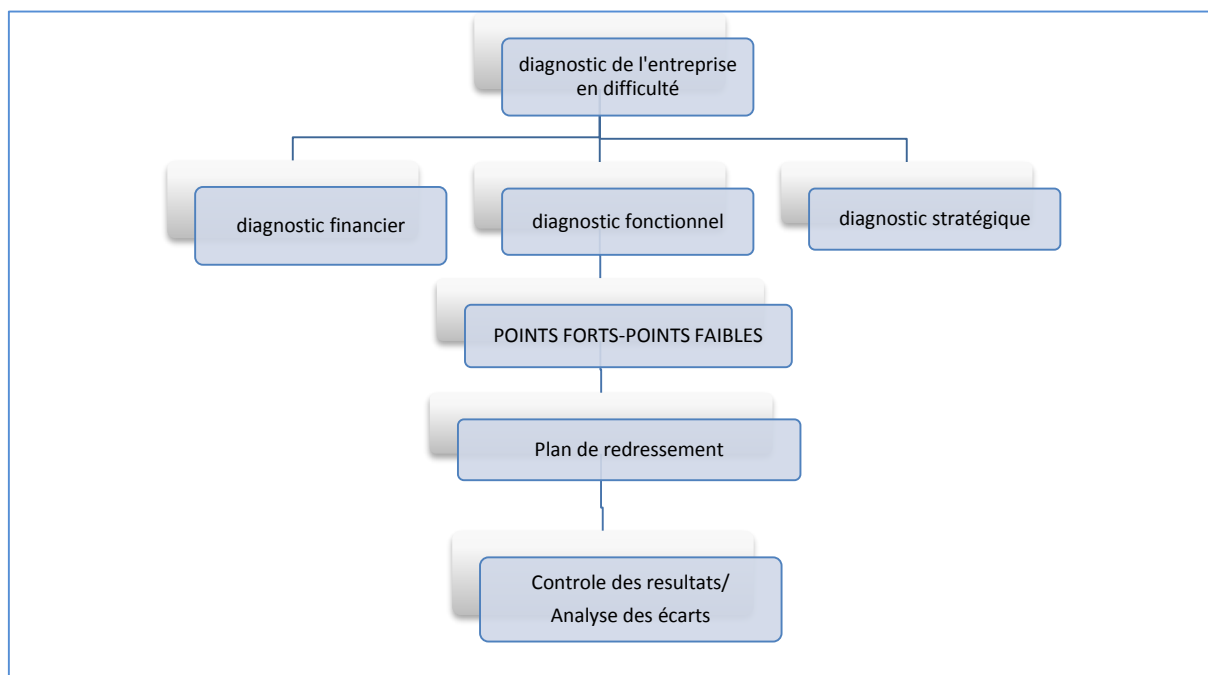 diagnostic de l'entreprise
en difficulté
diagnostic financier
diagnostic fonctionnel
diagnostic stratégique
POINTS FORTS-POINTS FAIBLES
Plan de redressement
Controle des resultats/
Analyse des écarts